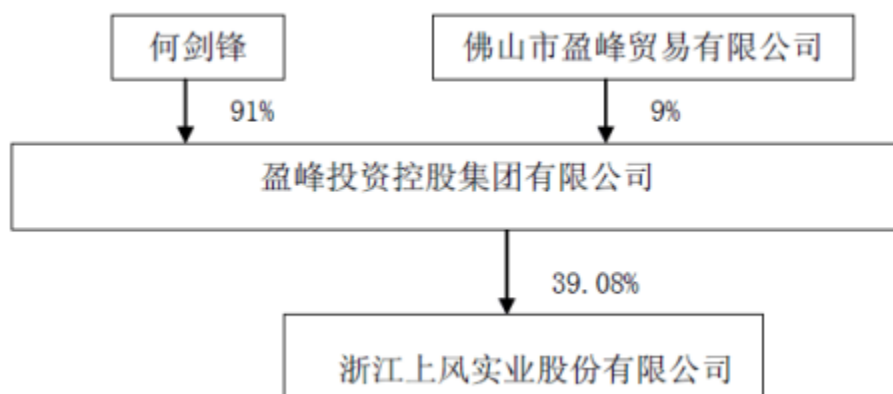 何剑锋
佛山市盈峰贸易有限公司
91%
9%
盈峰投资控股集团有限公司
39.08%
浙江上风实业股份有限公司